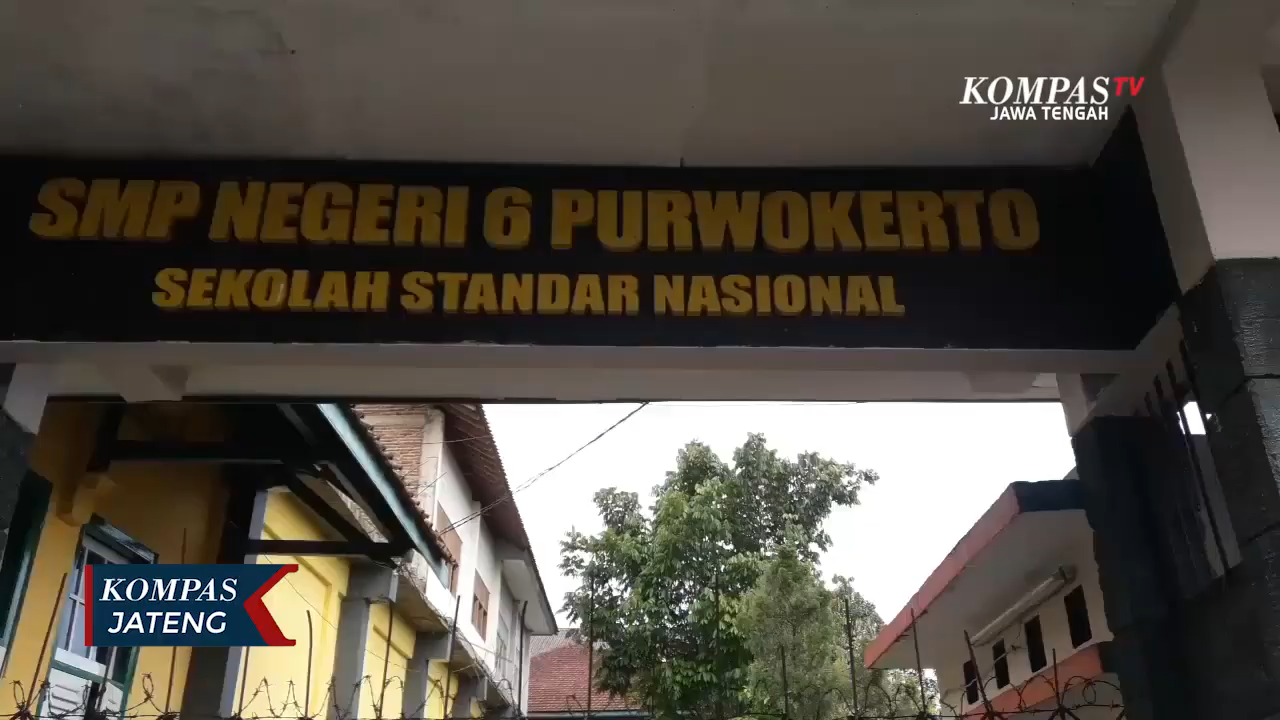 KOMPAS TV
JAWA TENGAH
SMP NEGERI 6 PURWOKERTO
SEKOLAH STANDAR NASIONAL
KOMPAS
JATENG